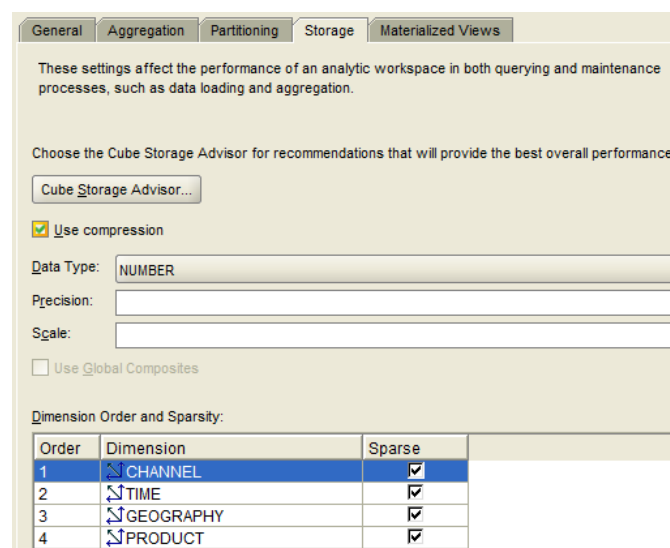 General Aggregation Partitioning Storage Materialized Views
These settings affect the performance of an analytic workspace in both querying and maintenance
processes, such as data loading and aggregation.
Choose the Cube Storage Advisor for recommendations that will provide the best overall performance
Cube Storage Advisor...
Use compression
Data Type: NUMBER
Precision:
Scale:
Use Global Composites
Dimension Order and Sparsity:
Order Dimension Sparse
1 CHANNEL
2 TIME
3 GEOGRAPHY
4 PRODUCT